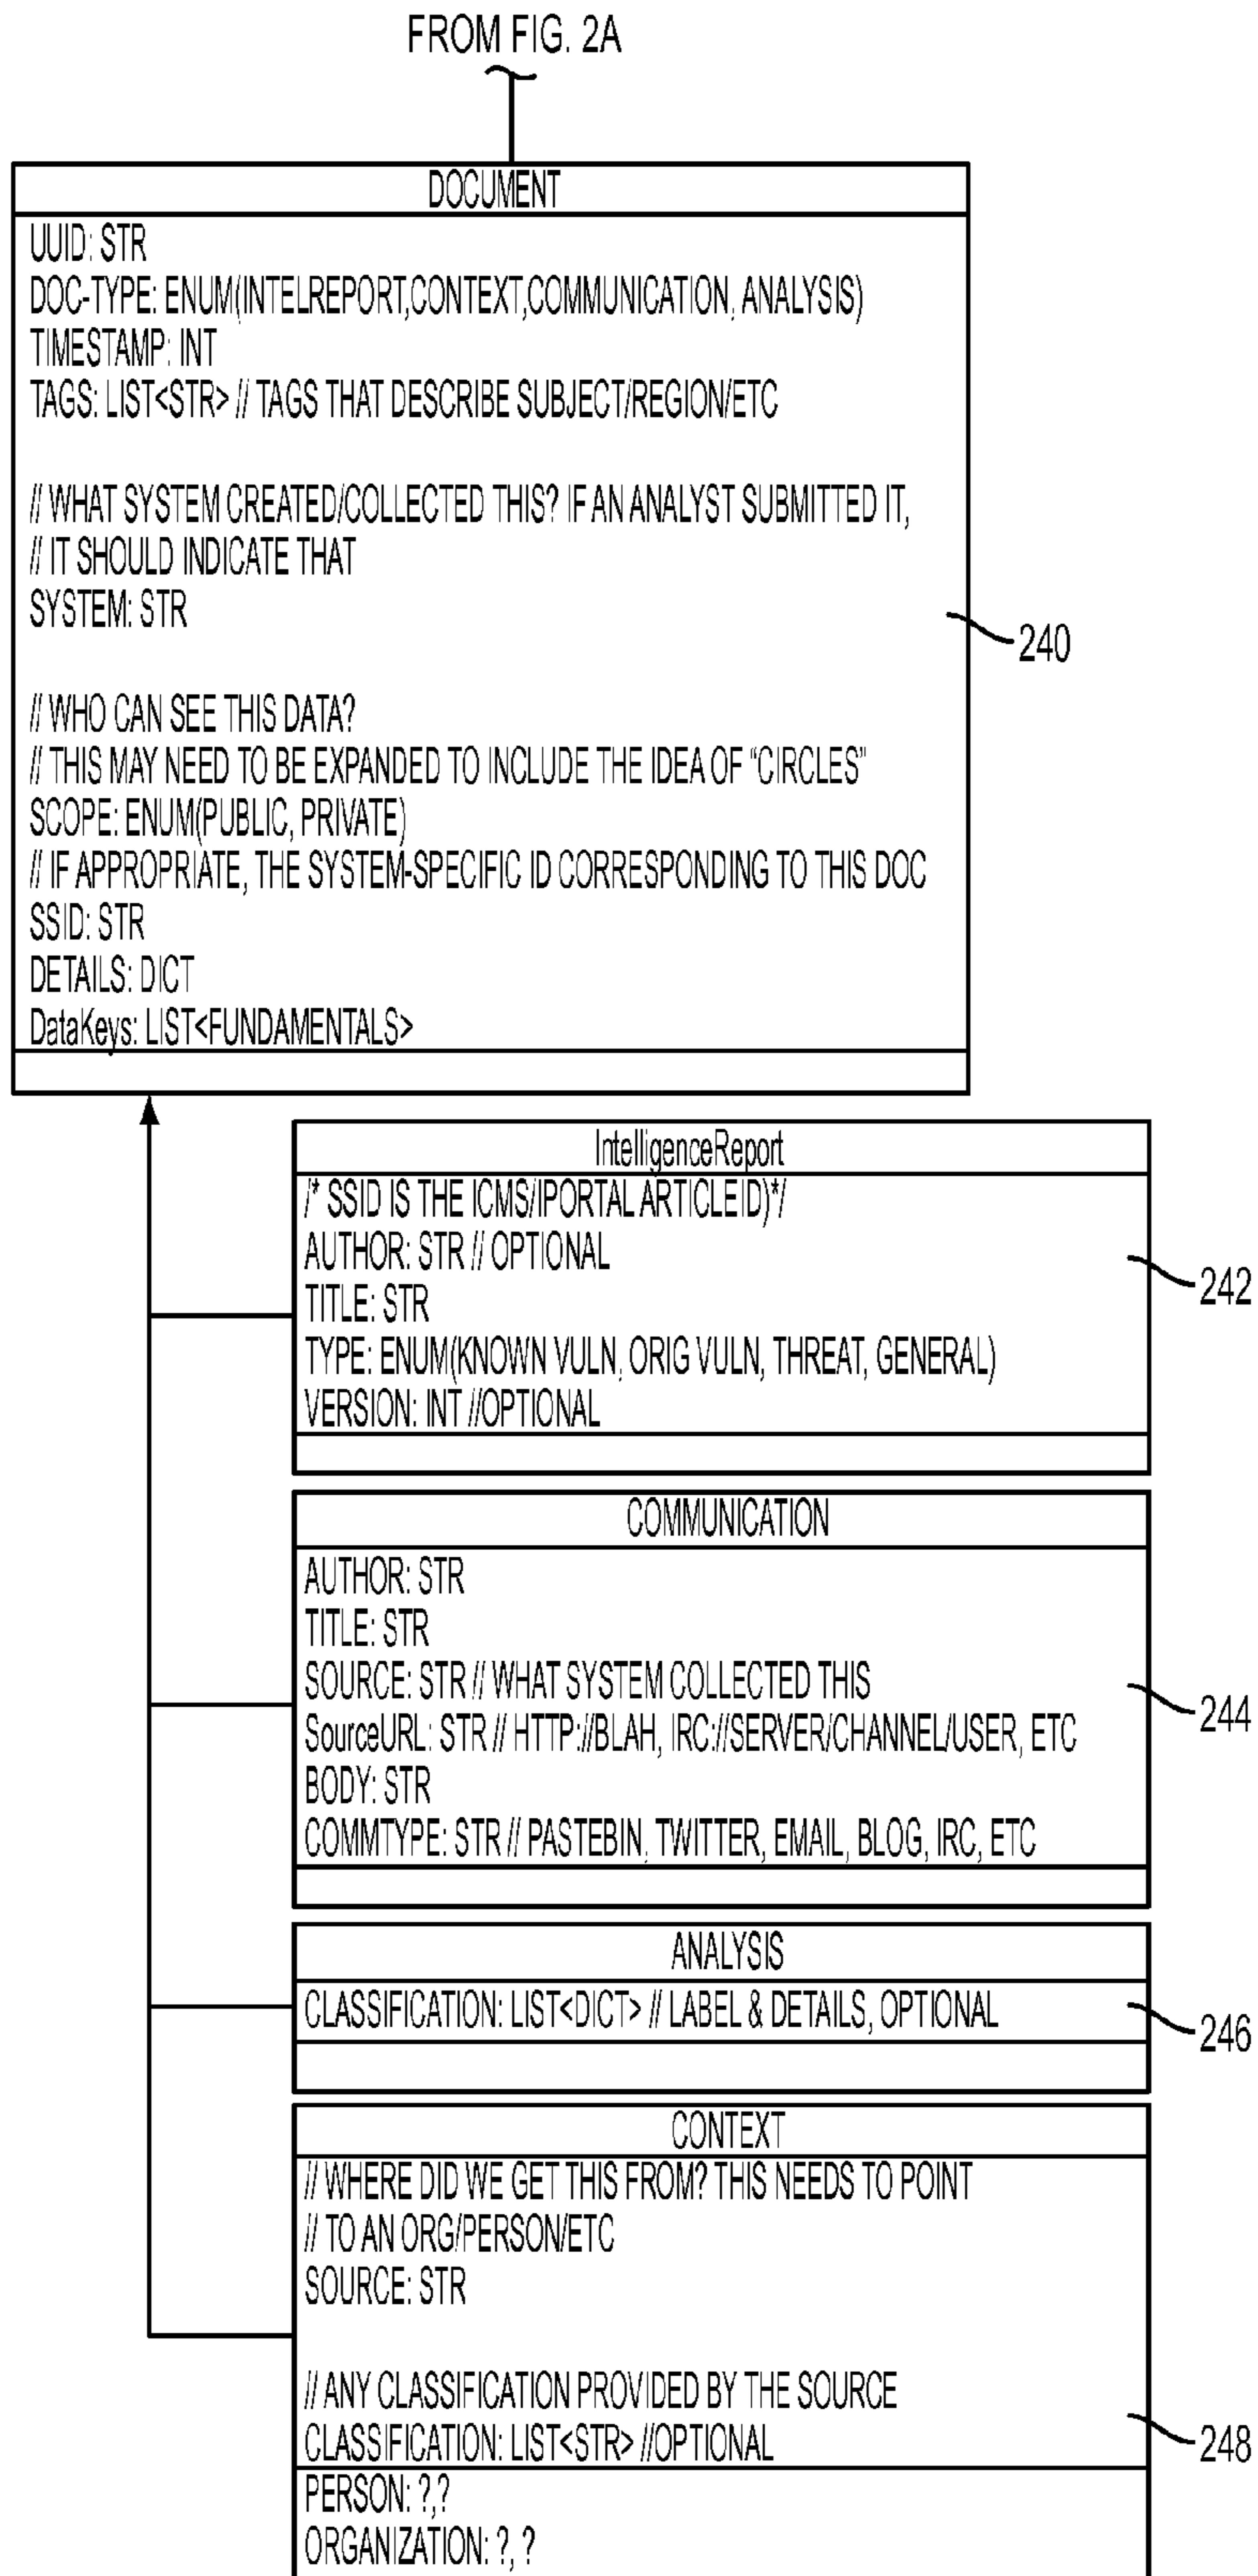 FROM FIG. 2A
DOCUMENT
UUID: STR
DOC-TYPE: ENUM(INTELREPORT,CONTEXT,COMMUNICATION, ANALYSIS)
TIMESTAMP: INT
TAGS: LIST<STR> // TAGS THAT DESCRIBE SUBJECT/REGION/ETC
// WHAT SYSTEM CREATED/COLLECTED THIS? IF AN ANALYST SUBMITTED IT,
// IT SHOULD INDICATE THAT
SYSTEM: STR
240
// WHO CAN SEE THIS DATA?
// THIS MAY NEED TO BE EXPANDED TO INCLUDE THE IDEA OF "CIRCLES"
SCOPE: ENUM(PUBLIC, PRIVATE)
// IF APPROPRIATE, THE SYSTEM-SPECIFIC ID CORRESPONDING TO THIS DOC
SSID: STR
DETAILS: DICT
DataKeys: LIST<FUNDAMENTALS>
IntelligenceReport
/* SSID IS THE ICMS/IPORTAL ARTICLEID)*/
AUTHOR: STR // OPTIONAL
242
TITLE: STR
TYPE: ENUM(KNOWN VULN, ORIG VULN, THREAT, GENERAL)
VERSION: INT //OPTIONAL
COMMUNICATION
AUTHOR: STR
TITLE: STR
SOURCE: STR // WHAT SYSTEM COLLECTED THIS
244
SourceURL: STR // HTTP://BLAH, IRC://SERVER/CHANNEL/USER, ETC
BODY: STR
COMMTYPE: STR // PASTEBIN, TWITTER, EMAIL, BLOG, IRC, ETC
ANALYSIS
CLASSIFICATION: LIST<DICT> // LABEL & DETAILS, OPTIONAL
246
CONTEXT
// WHERE DID WE GET THIS FROM? THIS NEEDS TO POINT
// TO AN ORG/PERSON/ETC
SOURCE: STR
// ANY CLASSIFICATION PROVIDED BY THE SOURCE
CLASSIFICATION: LIST<STR> //OPTIONAL
248
PERSON: ?,?
ORGANIZATION: ?, ?